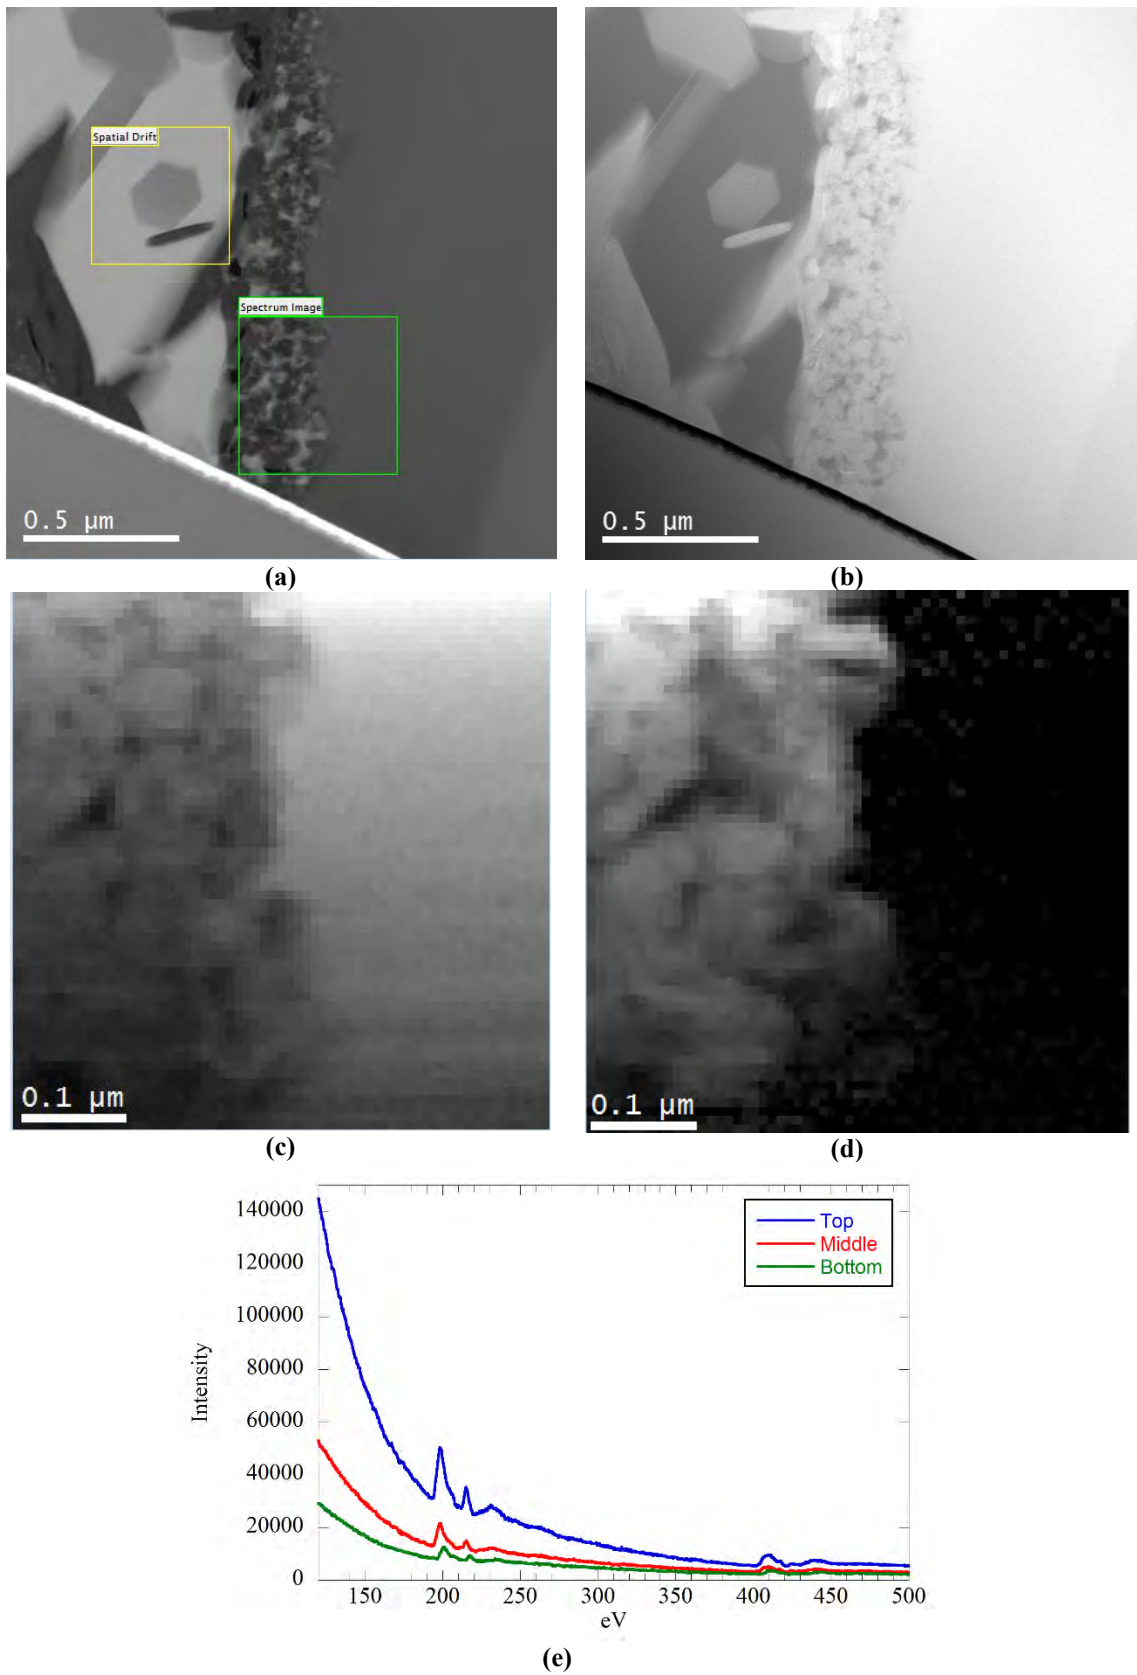 Spatial Drift
Spectrum Image
0.5 μm
0.5 μm
(a)
(b)
0.1 μm
0.1 μm
(c)
(d)
140000
120000
100000
80000
60000
40000
20000
0
Intensity
Top
Middle
Bottom
150 200 250 300 350 400 450 500
eV
(e)